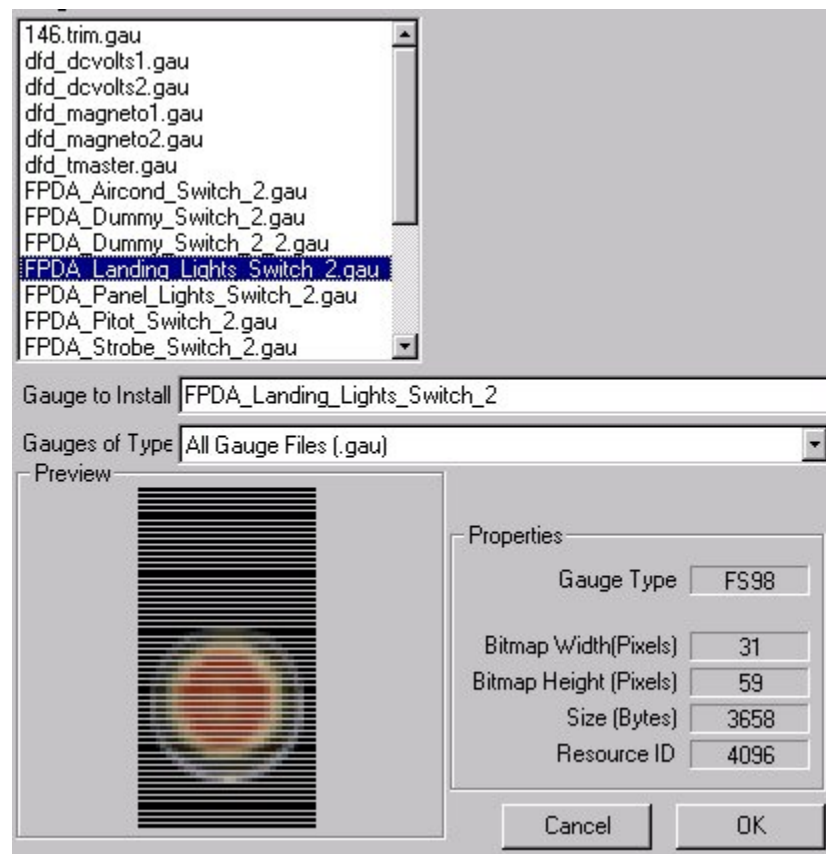 146.trim.gau
dfd_dcvolts1.gau
dfd_dcvolts2.gau
dfd_magneto1.gau
dfd_magneto2.gau
dfd_tmaster.gau
FPDA_Aircond_Switch_2.gau
FPDA_Dummy_Switch_2.gau
FPDA_Dummy_Switch_2_2.gau
FPDA_Landing_Lights_Switch_2.gau
FPDA_Panel_Lights_Switch_2.gau
FPDA_Pitot_Switch_2.gau
FPDA_Strobe_Switch_2.gau
Gauge to Install FPDA_Landing_Lights_Switch_2
Gauges of Type All Gauge Files (.gau)
Preview
Properties
Gauge Type FS98
Bitmap Width(Pixels) 31
Bitmap Height (Pixels) 59
Size (Bytes) 3658
Resource ID 4096
Cancel OK